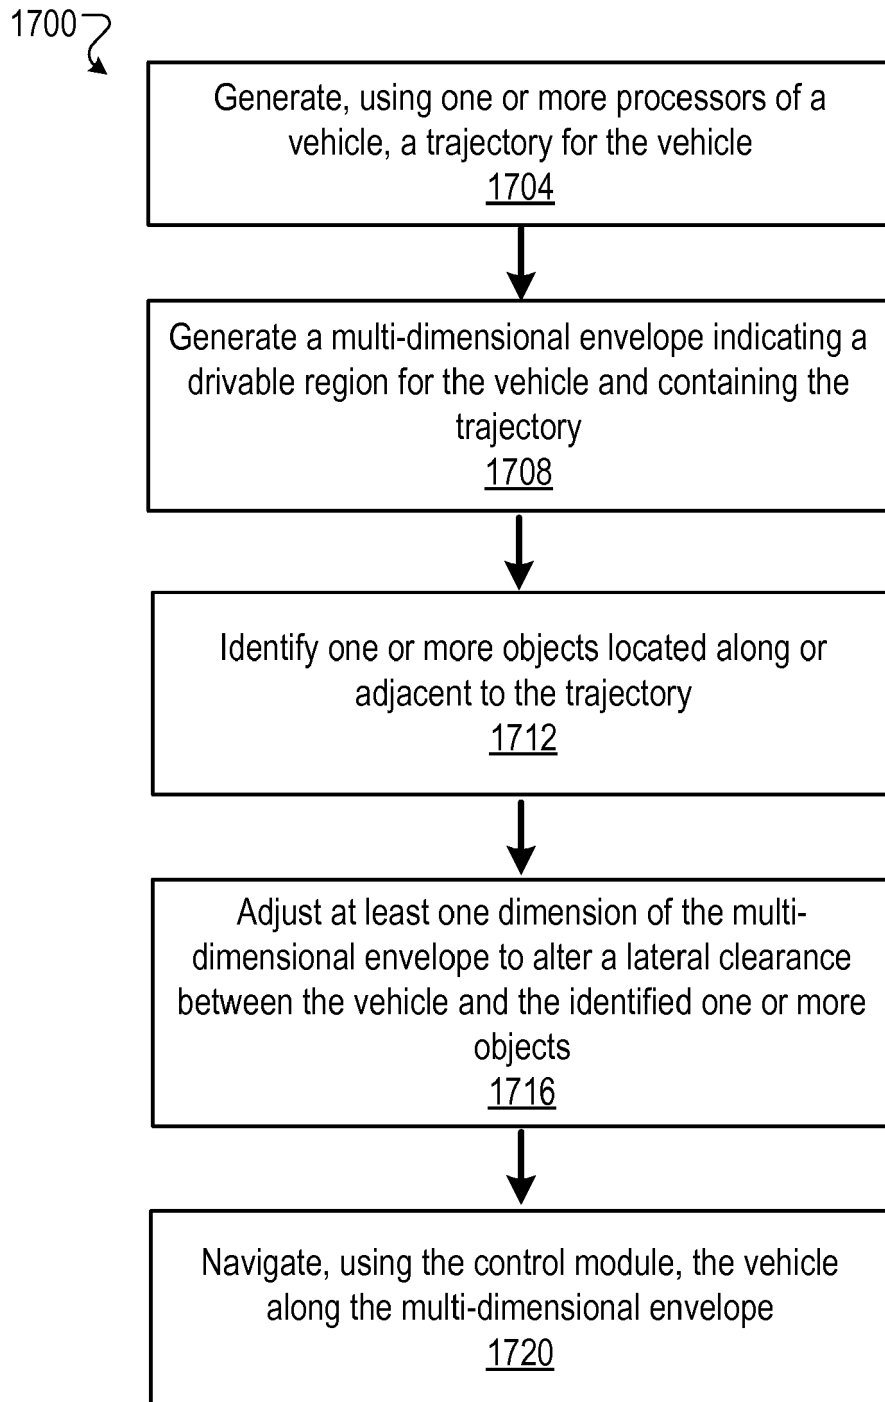 1700
Generate, using one or more processors of a
vehicle, a trajectory for the vehicle
1704
Generate a multi-dimensional envelope indicating a
drivable region for the vehicle and containing the
trajectory
1708
Identify one or more objects located along or
adjacent to the trajectory
1712
Adjust at least one dimension of the multi-
dimensional envelope to alter a lateral clearance
between the vehicle and the identified one or more
objects
1716
Navigate, using the control module, the vehicle
along the multi-dimensional envelope
1720